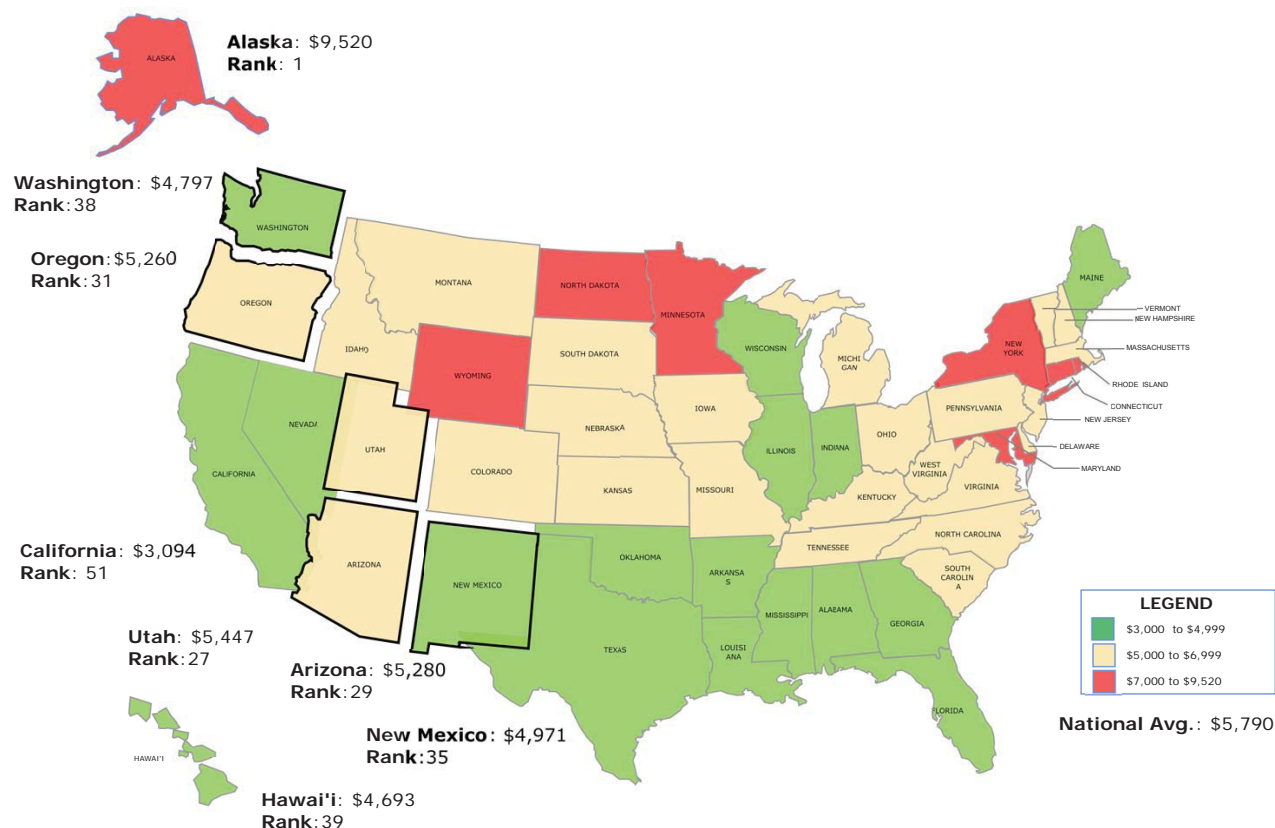 ALASKA
Alaska: $9,520
Rank: 1
Washington: $4,797
Rank:38
WASHINGTON
Oregon:$5,260
Rank:31
OREGON
MONTANA
IDAHO
NORTH DAKOTA
MINNESOTA
SOUTH DAKOTA
WYOMING
WISCONSIN
MICHI
GAN
NEW
YORK
MAINE
VERMONT
NEW HAMPSHIRE
MASSACHUSETTS
RHODE ISLAND
CONNECTICUT
NEW JERSEY
DELAWARE
MARYLAND
PENNSYLVANIA
IOWA
NEBRASKA
NEVADA
UTAH
CALIFORNIA
COLORADO
KANSAS
MISSOURI
ILLINOIS
INDIANA
OHIO
WEST
VIRGINIA
VIRGINIA
KENTUCKY
NORTH CAROLINA
TENNESSEE
SOUTH
CAROLIN
A
ARIZONA
NEW MEXICO
OKLAHOMA
ARKANSA
S
MISSISSIPPI
ALABAMA
GEORGIA
TEXAS
LOUISI
ANA
FLORIDA
California: $3,094
Rank: 51
Utah: $5,447
Rank:27
Arizona: $5,280
Rank:29
New Mexico: $4,971
Rank:35
HAWAI'I
Hawai'i: $4,693
Rank:39
LEGEND
$3,000 to $4,999
$5,000 to $6,999
$7,000 to $9,520
National Avg.: $5,790